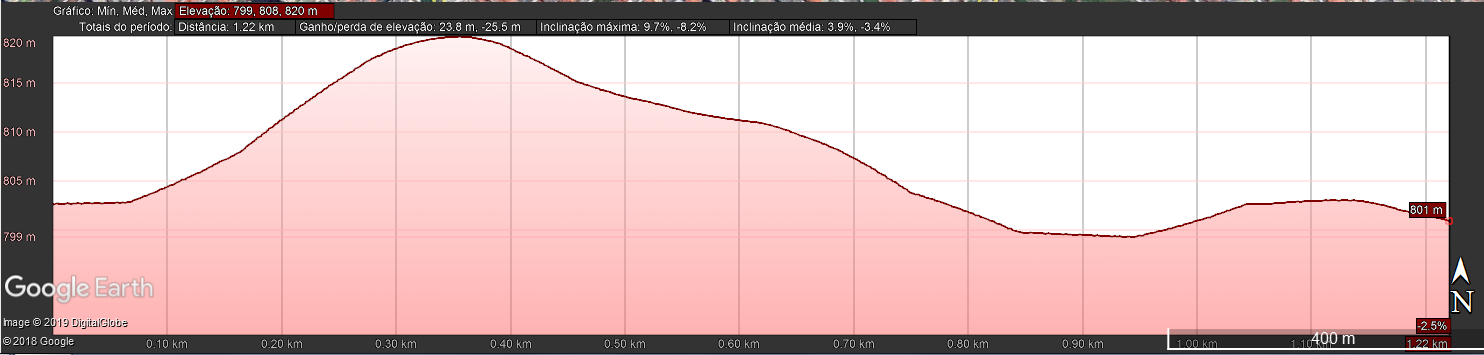 Gráfico: Mín, Méd, Máx Elevação: 799, 808, 820 m
Totais do período: Distância: 1.22 km Ganho/perda de elevação: 23.8 m, -25.5 m Inclinação máxima: 9.7%, -8.2% Inclinação média: 3.9%, -3.4%
820 m
815 m
810 m
805 m
801 m
799 m
Google Earth
N
Image © 2019 DigitalGlobe
-2.5%
© 2018 Google
0.10 km 0.20 km 0.30 km 0.40 km 0.50 km 0.60 km 0.70 km 0.80 km 0.90 km 1.00 km 1.10 km 400 m 1.22 km